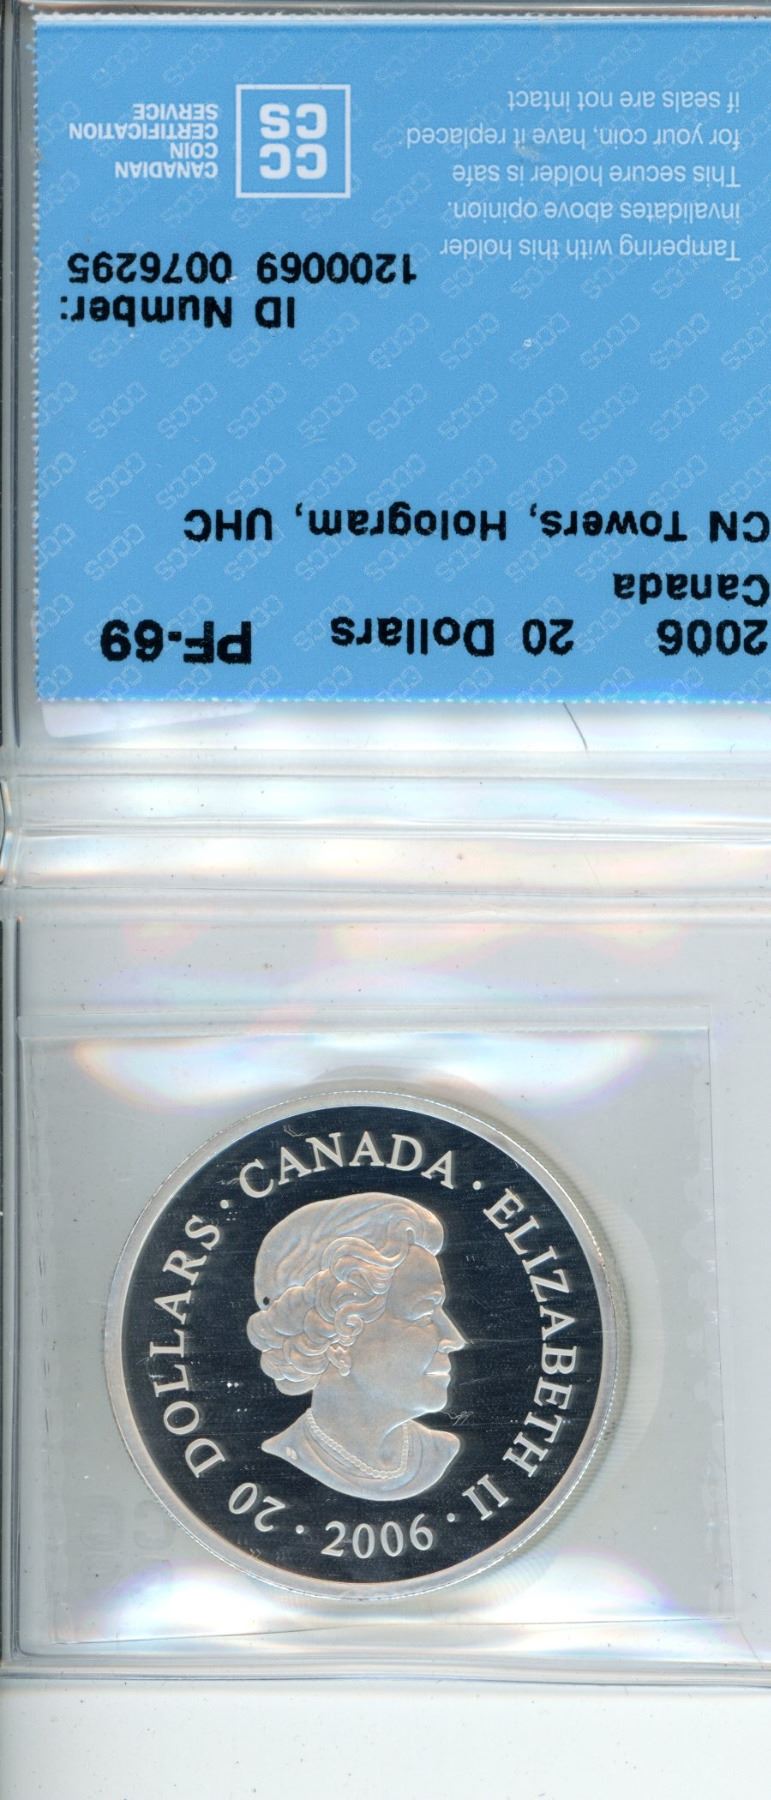 2006 20 Dollars PF-69
Canada
CN Towers, Hologram, UHC
ID Number:
1200069 0076295
Tampering with this holder
invalidates above opinion.
This secure holder is safe
for your coin, have it replaced
if seals are not intact
CC
CS
CANADIAN
COIN
CERTIFICATION
SERVICE
20 DOLLARS · CANADA · ELIZABETH II · 2006 ·